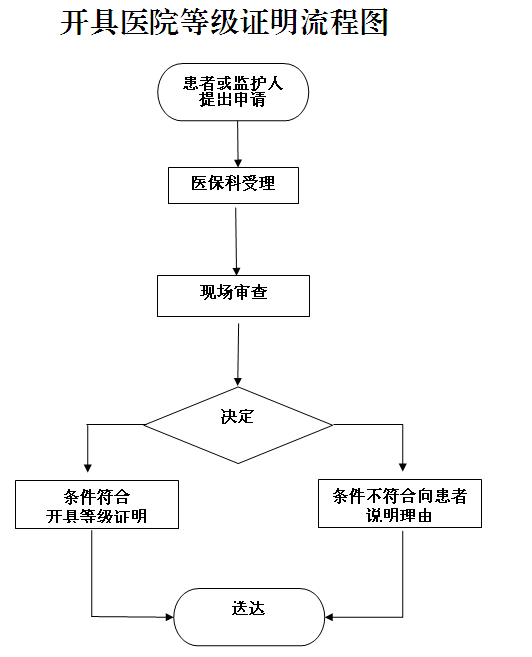 开具医院等级证明流程图
患者或监护人
提出申请
医保科受理
现场审查
决定
条件符合
开具等级证明
条件不符合向患者
说明理由
送达